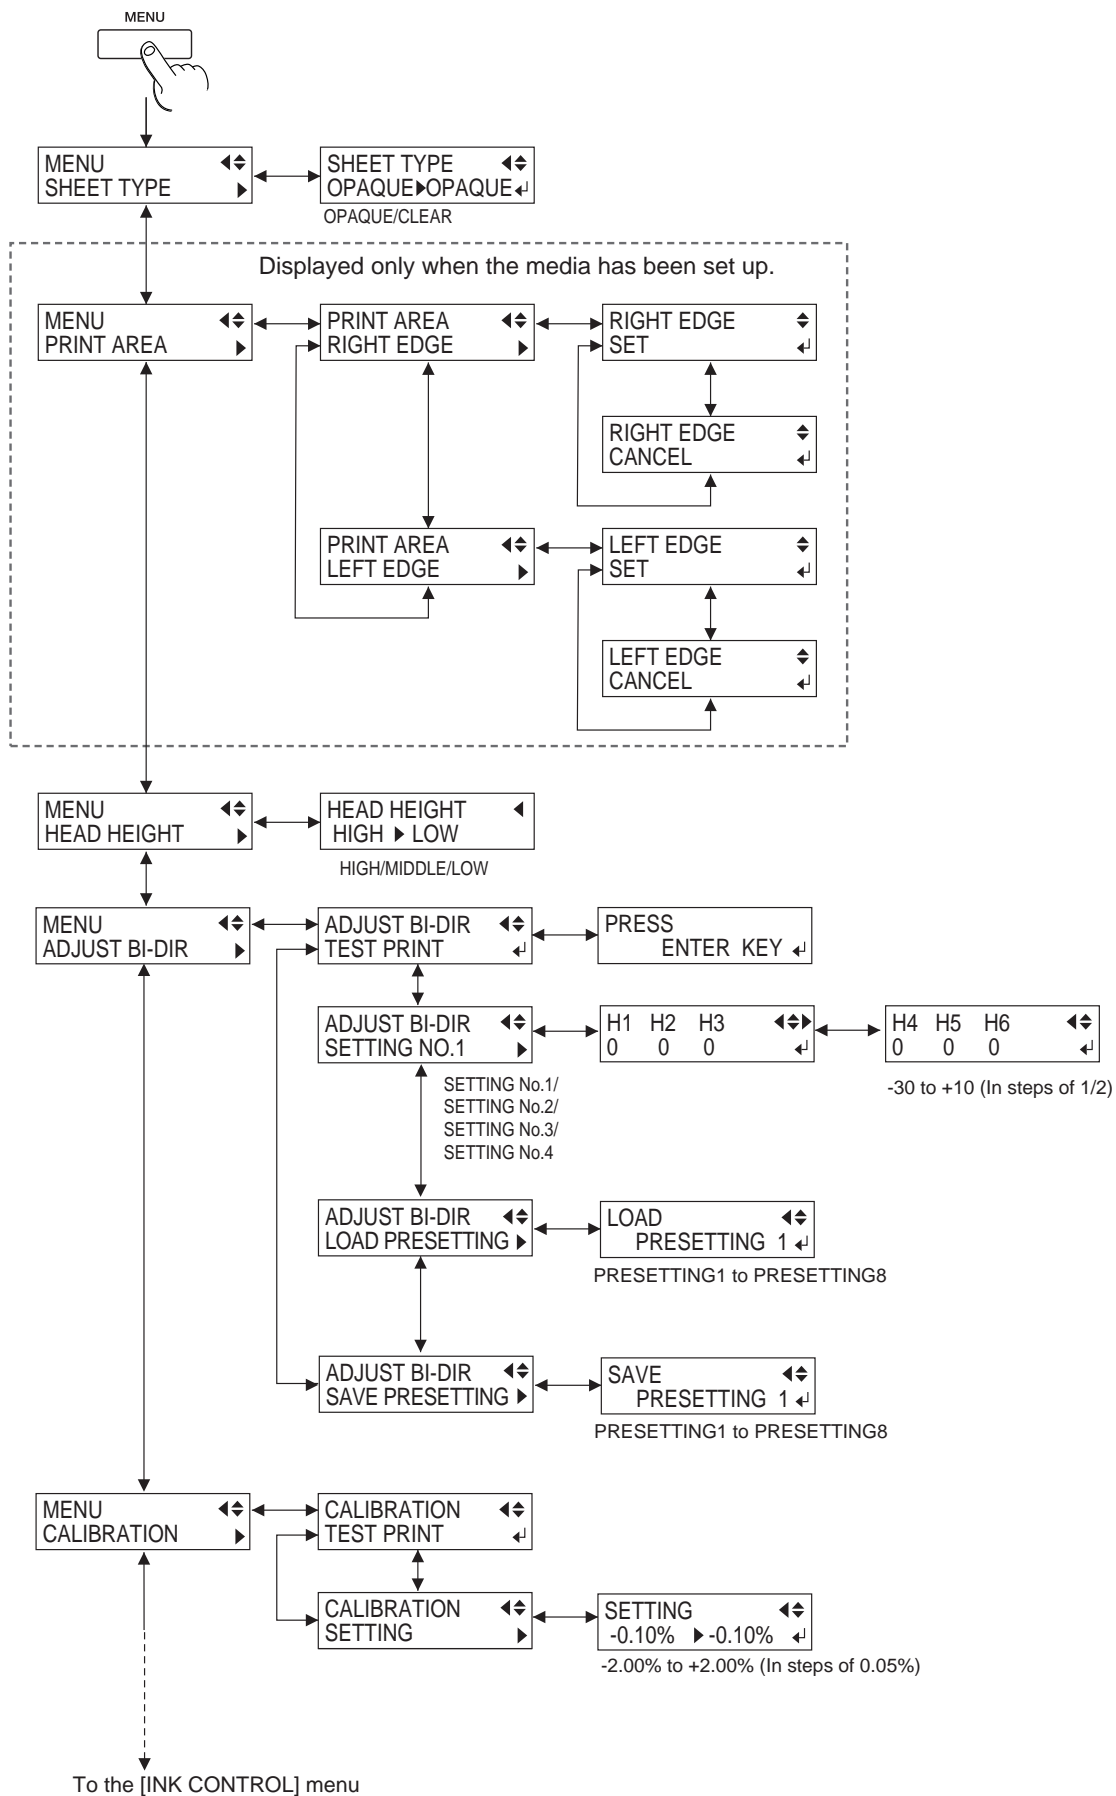 MENU
MENU
SHEET TYPE
SHEET TYPE
OPAQUE OPAQUE
OPAQUE/CLEAR
Displayed only when the media has been set up.
MENU
PRINT AREA
PRINT AREA
RIGHT EDGE
RIGHT EDGE
SET
RIGHT EDGE
CANCEL
PRINT AREA
LEFT EDGE
LEFT EDGE
SET
LEFT EDGE
CANCEL
MENU
HEAD HEIGHT
HEAD HEIGHT
HIGH LOW
HIGH/MIDDLE/LOW
MENU
ADJUST BI-DIR
ADJUST BI-DIR
TEST PRINT
PRESS
ENTER KEY
ADJUST BI-DIR
SETTING NO.1
H1 H2 H3
0 0 0
H4 H5 H6
0 0 0
-30 to +10 (In steps of 1/2)
SETTING No.1/
SETTING No.2/
SETTING No.3/
SETTING No.4
ADJUST BI-DIR
LOAD PRESETTING
LOAD
PRESETTING 1
PRESETTING1 to PRESETTING8
ADJUST BI-DIR
SAVE PRESETTING
SAVE
PRESETTING 1
PRESETTING1 to PRESETTING8
MENU
CALIBRATION
CALIBRATION
TEST PRINT
CALIBRATION
SETTING
SETTING
-0.10% -0.10%
-2.00% to +2.00% (In steps of 0.05%)
To the [INK CONTROL] menu